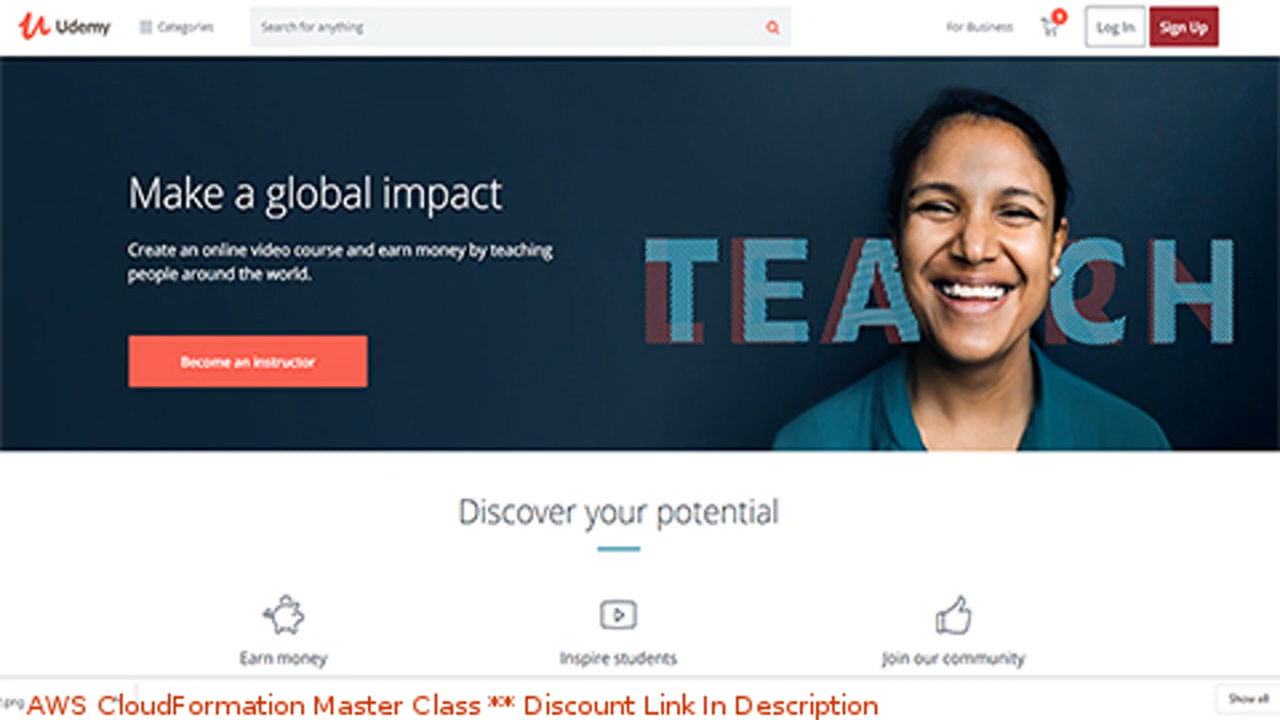 Udemy Categories Search for anything For Business Log In Sign Up
Make a global impact
Create an online video course and earn money by teaching
people around the world.
TEACH
Become an instructor
Discover your potential
Earn money Inspire students Join our community
AWS CloudFormation Master Class ** Discount Link In Description
Show all